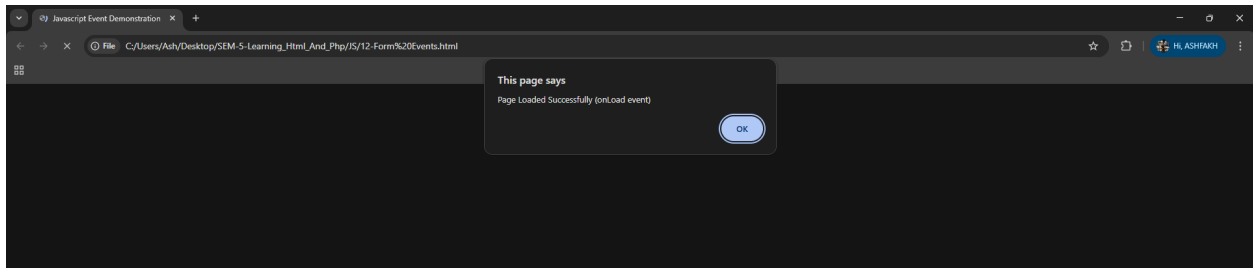 Javascript Event Demonstration
File C:/Users/Ash/Desktop/SEM-5-Learning_Html_And_Php/JS/12-Form%20Events.html
Hi, ASHFAKH
This page says
Page Loaded Successfully (onLoad event)
OK